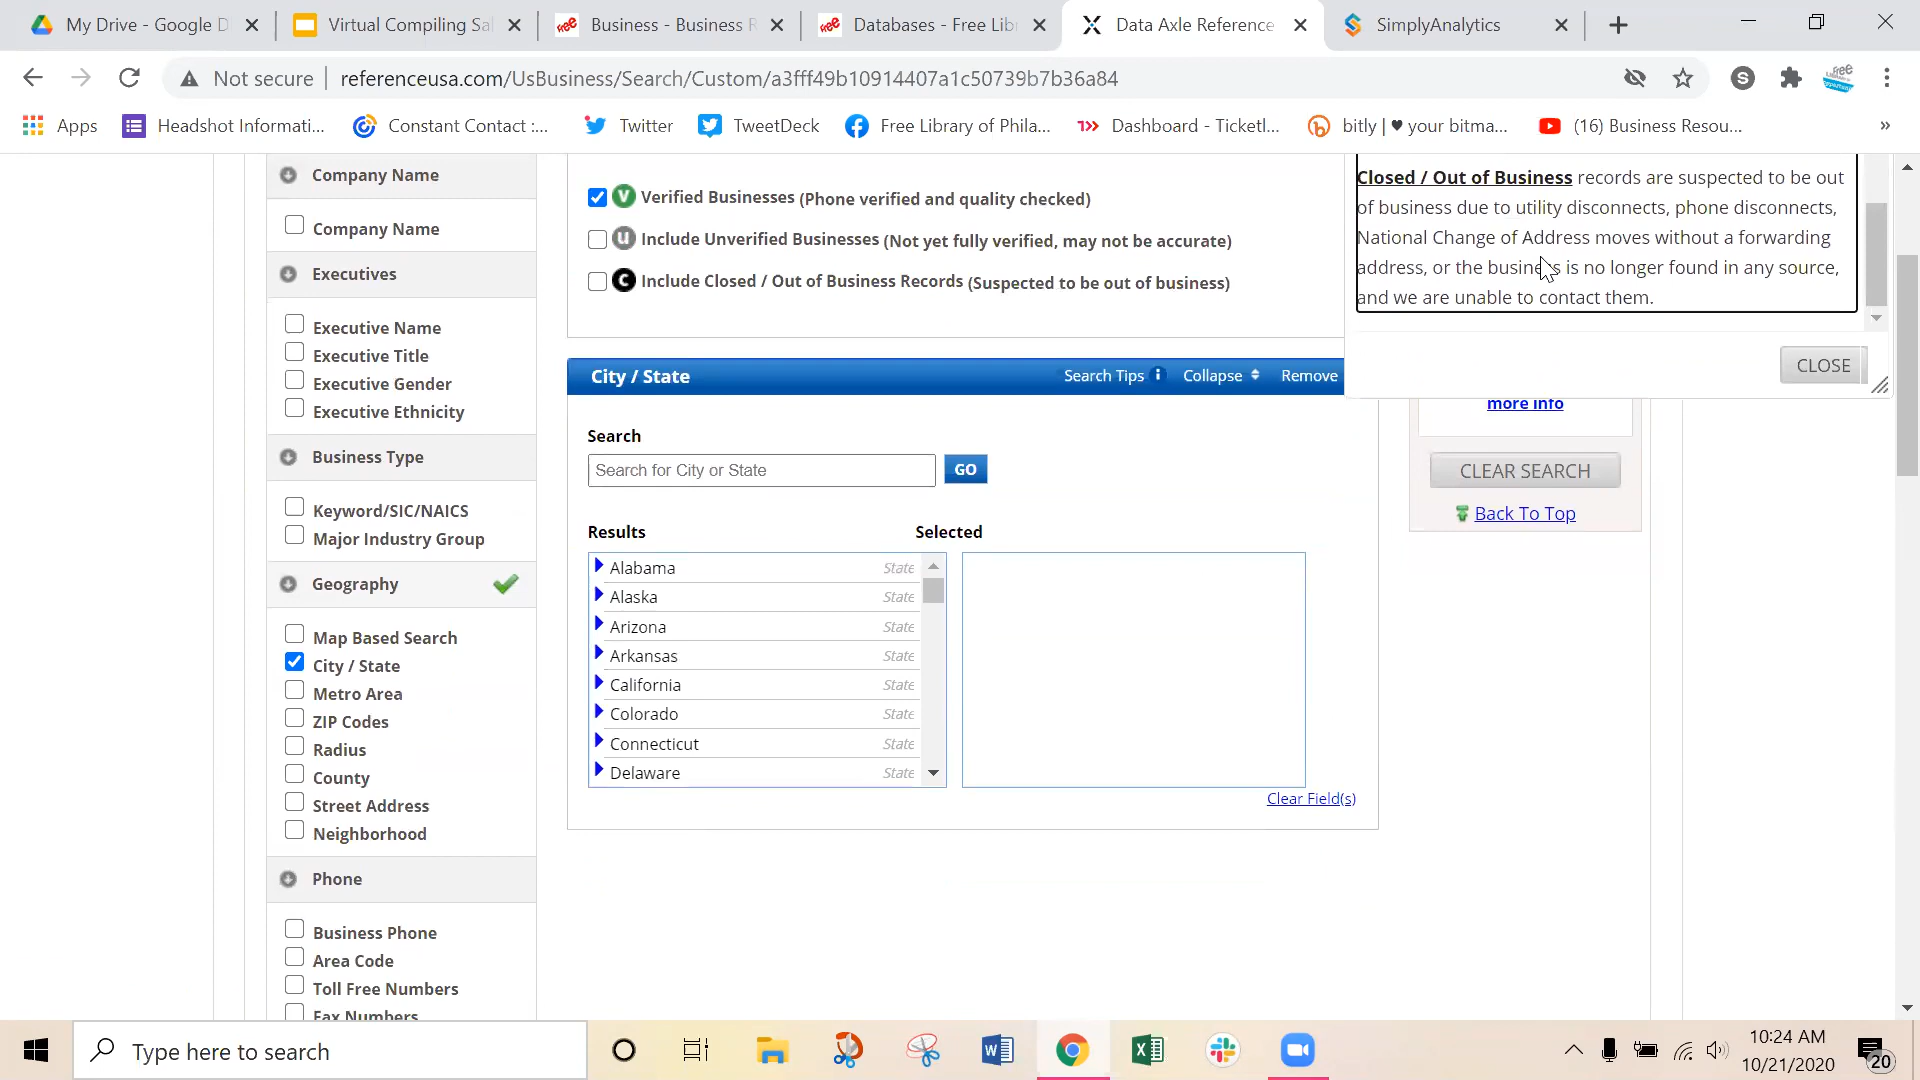 My Drive - Google D
Virtual Compiling Sal
Business - Business R
Databases - Free Libr
Data Axle Reference
SimplyAnalytics
Not secure | referenceusa.com/UsBusiness/Search/Custom/a3fff49b10914407a1c50739b7b36a84
S
Apps
Headshot Informati...
Constant Contact :...
Twitter
TweetDeck
Free Library of Phila...
Dashboard - Ticketl...
bitly | ♥ your bitma...
(16) Business Resou...
»
Company Name
Company Name
Executives
Executive Name
Executive Title
Executive Gender
Executive Ethnicity
Business Type
Keyword/SIC/NAICS
Major Industry Group
Geography
Map Based Search
City / State
Metro Area
ZIP Codes
Radius
County
Street Address
Neighborhood
Phone
Business Phone
Area Code
Toll Free Numbers
Fax Numbers
Verified Businesses (Phone verified and quality checked)
Include Unverified Businesses (Not yet fully verified, may not be accurate)
Include Closed / Out of Business Records (Suspected to be out of business)
City / State
Search Tips
Collapse
Remove
Search
Search for City or State
GO
Results
Selected
Alabama State
Alaska State
Arizona State
Arkansas State
California State
Colorado State
Connecticut State
Delaware State
Clear Field(s)
Closed / Out of Business records are suspected to be out
of business due to utility disconnects, phone disconnects,
National Change of Address moves without a forwarding
address, or the business is no longer found in any source,
and we are unable to contact them.
CLOSE
more info
CLEAR SEARCH
Back To Top
Type here to search
10:24 AM
10/21/2020
20